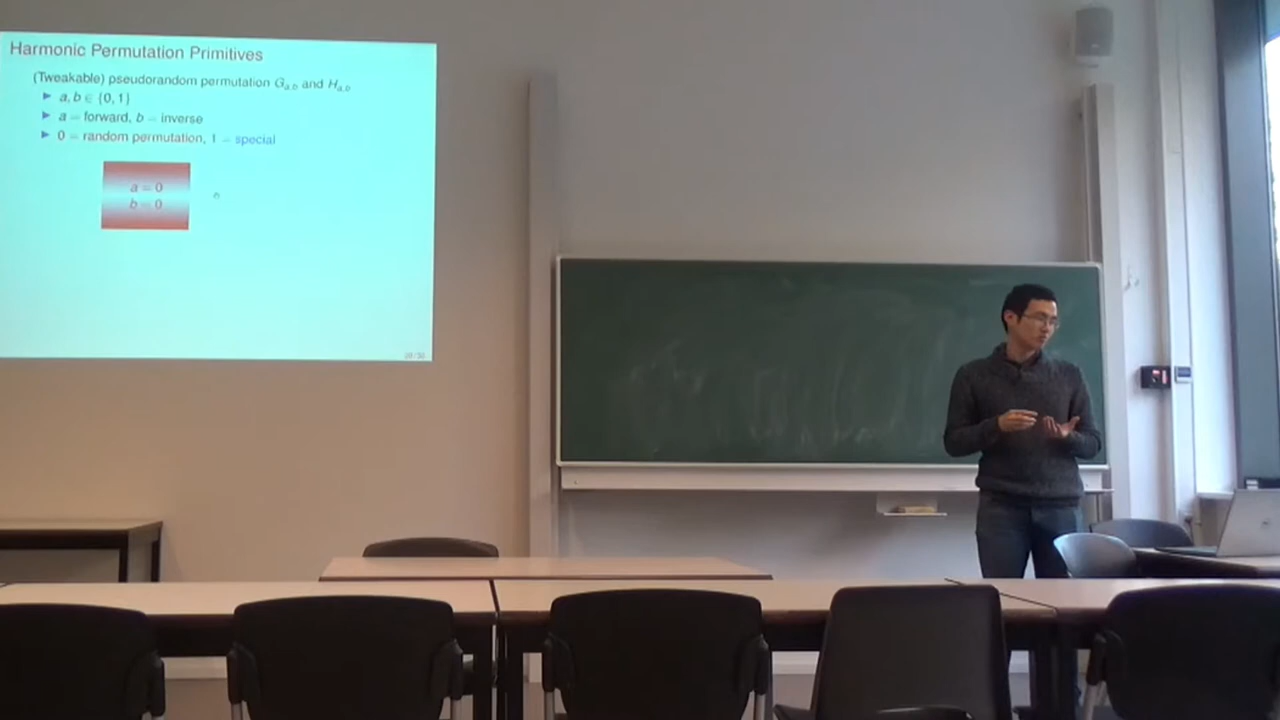 Harmonic Permutation Primitives
(Tweakable) pseudorandom permutation G_{a,b} and H_{a,b}
► a, b ∈ {0, 1}
► a = forward, b = inverse
► 0 = random permutation, 1 = special
a = 0
b = 0